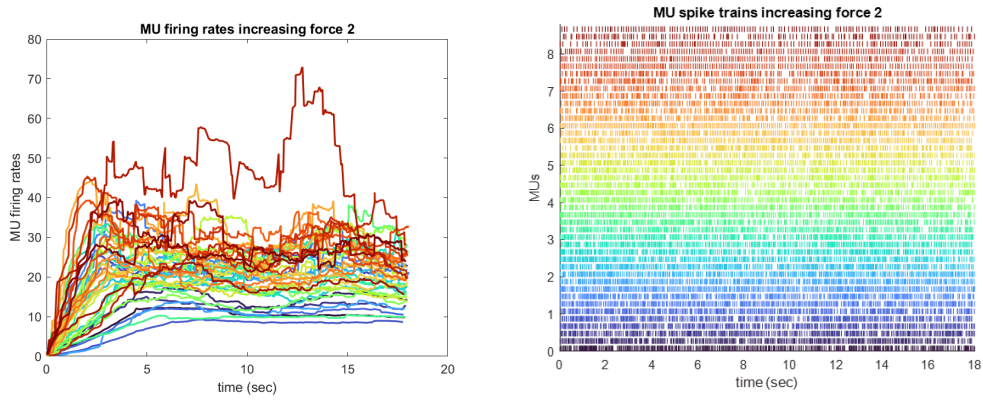 MU firing rates increasing force 2
80
70
60
50
40
30
20
10
0
MU firing rates
0 5 10 15 20
time (sec)
MU spike trains increasing force 2
8
7
6
5
4
3
2
1
0
MUs
0 2 4 6 8 10 12 14 16 18
time (sec)